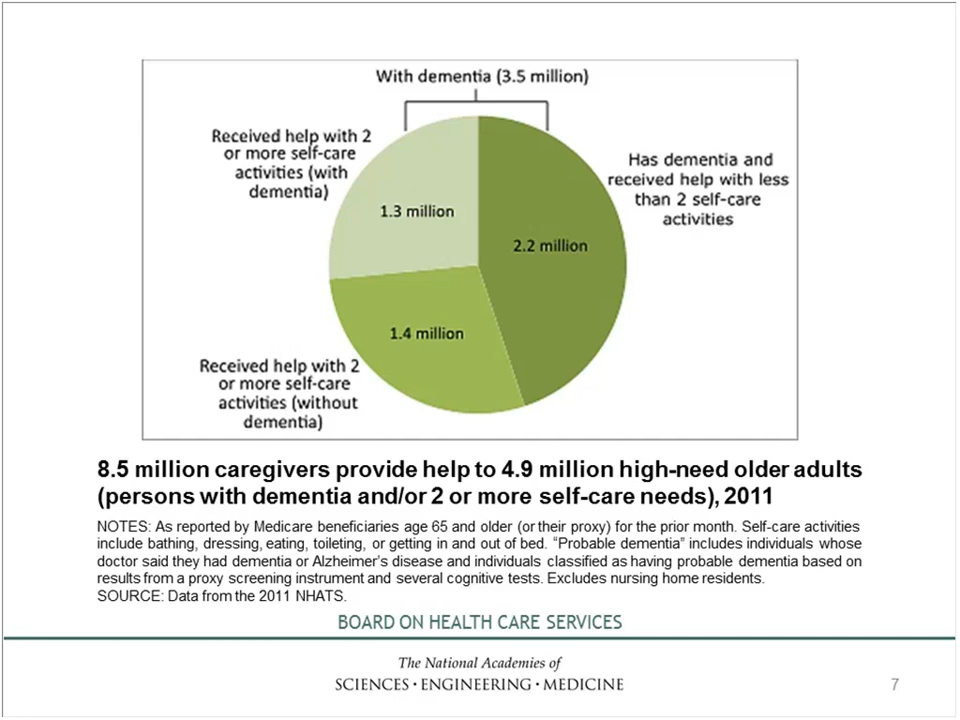 With dementia (3.5 million)
Received help with 2
or more self-care
activities (with
dementia)
Has dementia and
received help with less
than 2 self-care
activities
1.3 million
2.2 million
1.4 million
Received help with 2
or more self-care
activities (without
dementia)
8.5 million caregivers provide help to 4.9 million high-need older adults
(persons with dementia and/or 2 or more self-care needs), 2011
NOTES: As reported by Medicare beneficiaries age 65 and older (or their proxy) for the prior month. Self-care activities
include bathing, dressing, eating, toileting, or getting in and out of bed. “Probable dementia” includes individuals whose
doctor said they had dementia or Alzheimer’s disease and individuals classified as having probable dementia based on
results from a proxy screening instrument and several cognitive tests. Excludes nursing home residents.
SOURCE: Data from the 2011 NHATS.
BOARD ON HEALTH CARE SERVICES
The National Academies of
SCIENCES · ENGINEERING · MEDICINE
7